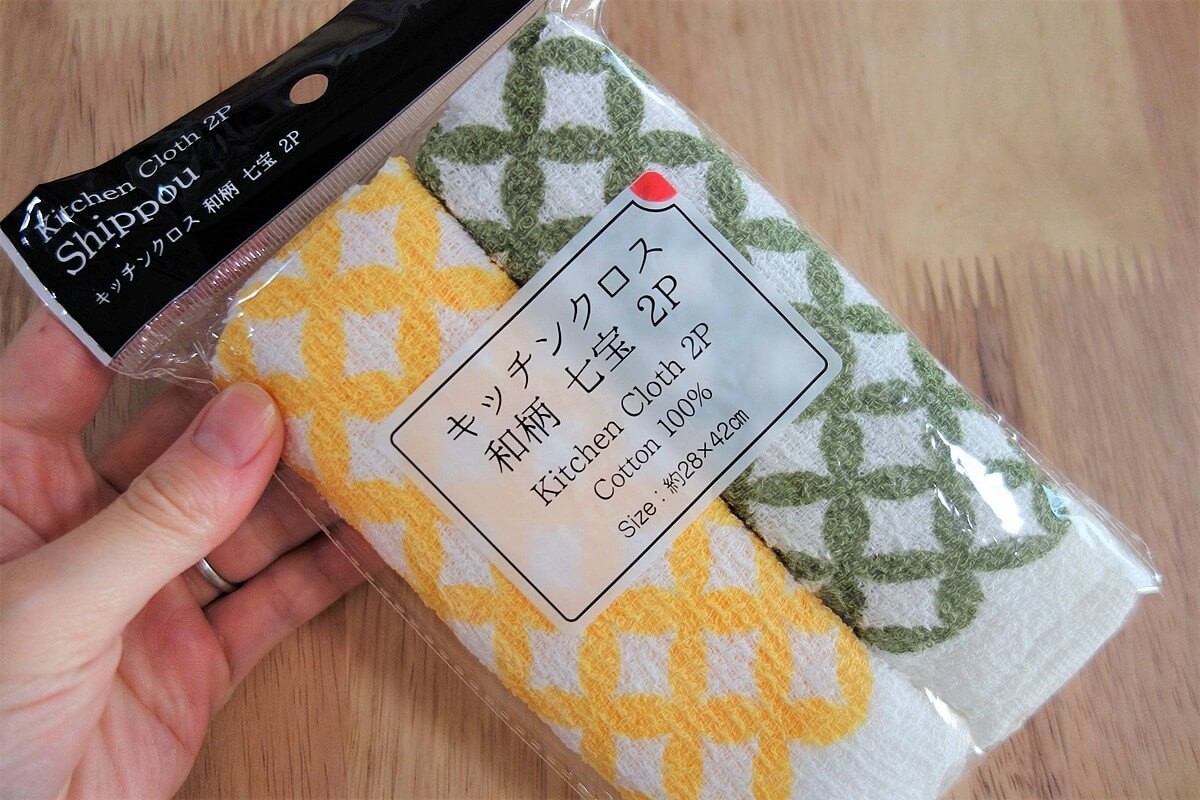 Kitchen Cloth 2P
Shippou
キッチンクロス 和柄 七宝 2P
キッチンクロス
和柄 七宝 2P
Kitchen Cloth 2P
Cotton 100%
Size：約28×42㎝